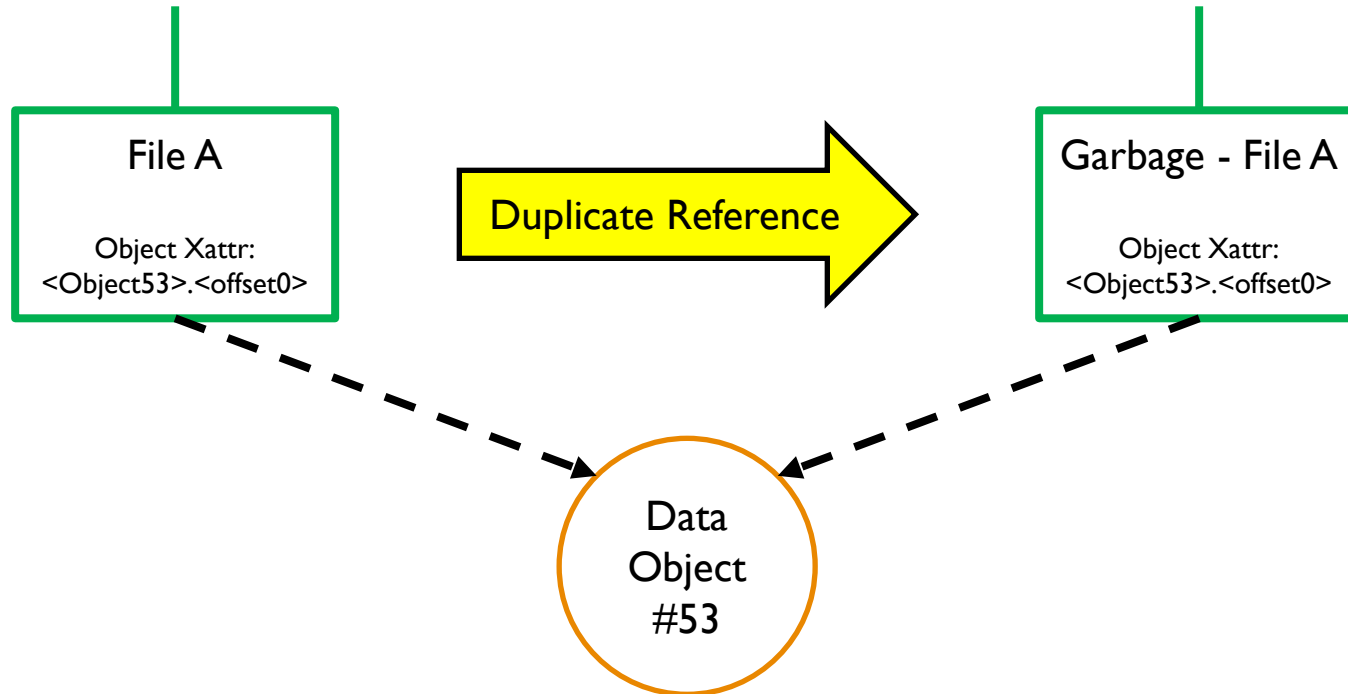 File A
Object Xattr:
<Object53>.<offset0>
Duplicate Reference
Garbage - File A
Object Xattr:
<Object53>.<offset0>
Data
Object
#53